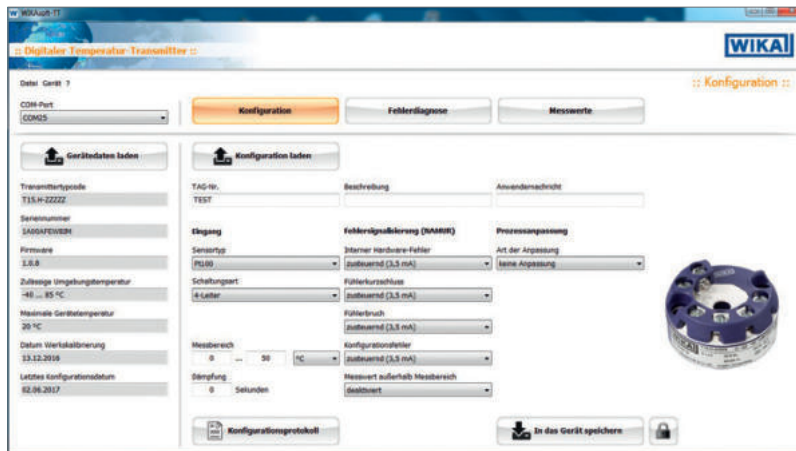 WIKAsoft-TT
:: Digitaler Temperatur-Transmitter ::
WIKAI
Datei Gerät ?
:: Konfiguration ::
COM-Port
COM25
Konfiguration
Fehlerdiagnose
Messwerte
Gerätedaten laden
Konfiguration laden
Transmittertypcode
T15.H-ZZZZZ
Seriennummer
1A00AFEWBIM
Firmware
1.0.8
Zulässige Umgebungstemperatur
-40 ... 85 °C
Maximale Gerätetemperatur
20 °C
Datum Werkskalibrierung
13.12.2016
Letztes Konfigurationsdatum
02.06.2017
TAG-Nr.
TEST
Beschreibung
Anwendernachricht
Eingang
Sensortyp
Pt100
Schaltungsart
4-Leiter
Messbereich
0 ... 50 °C
Dämpfung
0 Sekunden
Fehlersignalisierung (NAMUR)
Interner Hardware-Fehler
zusteuernd (3,5 mA)
Fühlerkurzschluss
zusteuernd (3,5 mA)
Fühlerbruch
zusteuernd (3,5 mA)
Konfigurationsfehler
zusteuernd (3,5 mA)
Messwert außerhalb Messbereich
deaktiviert
Prozessanpassung
Art der Anpassung
keine Anpassung
WIKAI
Konfigurationsprotokoll
In das Gerät speichern